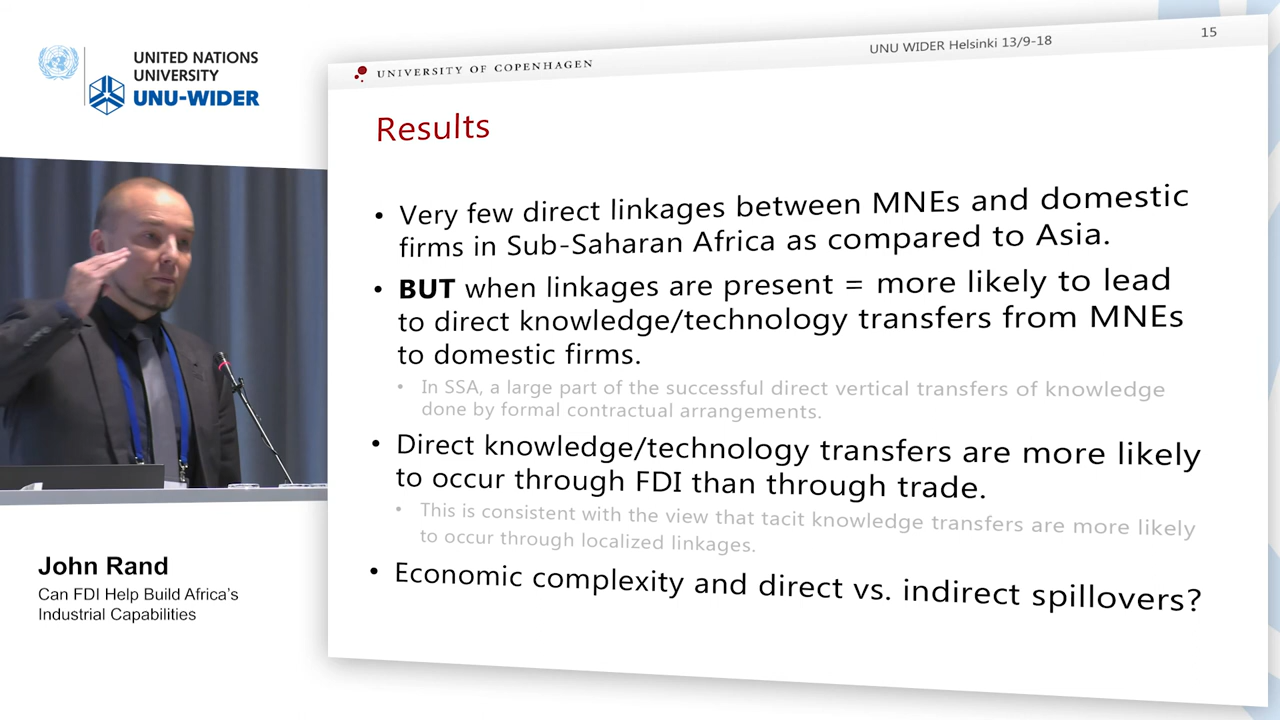 UNITED NATIONS
UNIVERSITY
UNU-WIDER
UNU WIDER Helsinki 13/9-18
15
UNIVERSITY OF COPENHAGEN
Results
• Very few direct linkages between MNEs and domestic
firms in Sub-Saharan Africa as compared to Asia.
• BUT when linkages are present = more likely to lead
to direct knowledge/technology transfers from MNEs
to domestic firms.
• In SSA, a large part of the successful direct vertical transfers of knowledge
done by formal contractual arrangements.
• Direct knowledge/technology transfers are more likely
to occur through FDI than through trade.
• This is consistent with the view that tacit knowledge transfers are more likely
to occur through localized linkages.
• Economic complexity and direct vs. indirect spillovers?
John Rand
Can FDI Help Build Africa's
Industrial Capabilities